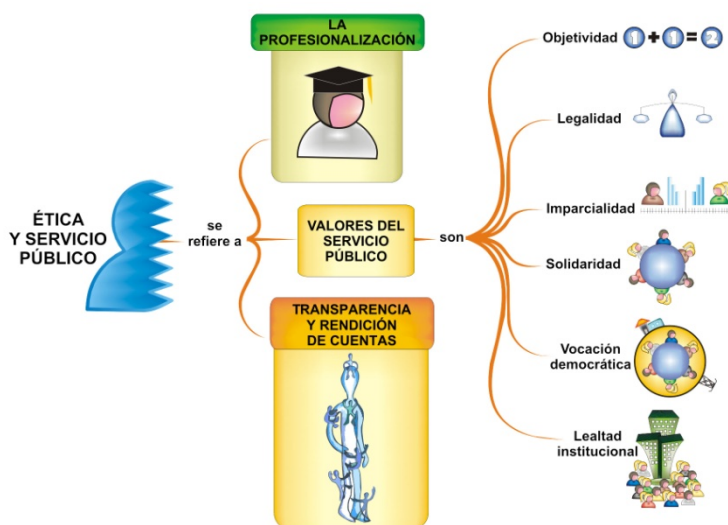 ÉTICA
Y SERVICIO
PÚBLICO
se
refiere a
LA
PROFESIONALIZACIÓN
VALORES DEL
SERVICIO
PÚBLICO
TRANSPARENCIA
Y RENDICIÓN
DE CUENTAS
son
Objetividad
1 + 1 = 2
Legalidad
Imparcialidad
Solidaridad
Vocación
democrática
Lealtad
institucional